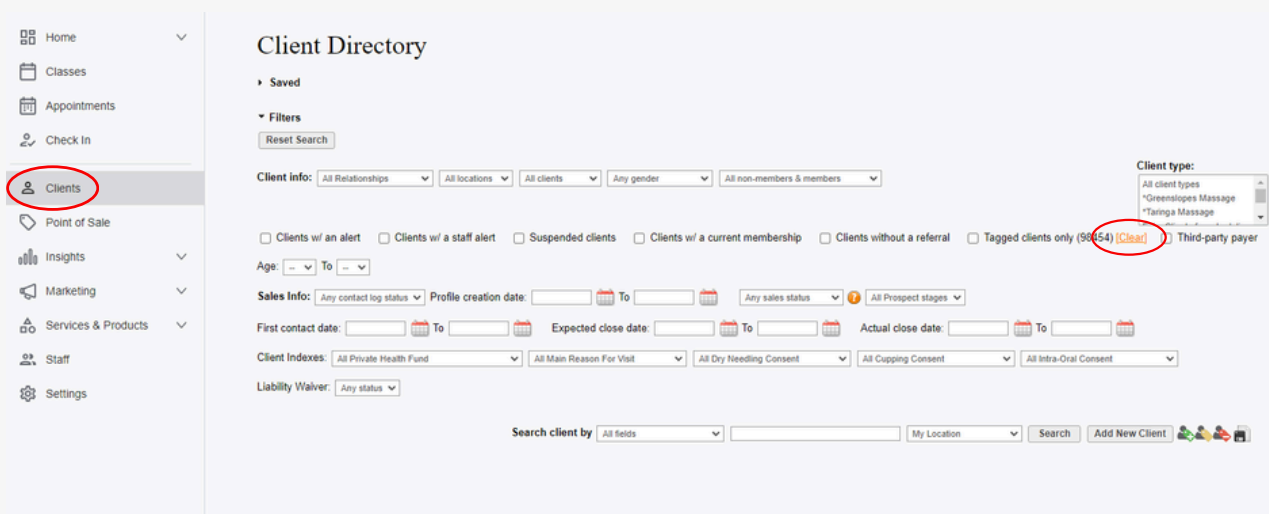 Home
Classes
Appointments
Check In
Clients
Point of Sale
Insights
Marketing
Services & Products
Staff
Settings
Client Directory
Saved
Filters
Reset Search
Client info: All Relationships All locations All clients Any gender All non-members & members
Client type:
All client types
*Greenslopes Massage
*Taringa Massage
Clients w/ an alert Clients w/ a staff alert Suspended clients Clients w/ a current membership Clients without a referral Tagged clients only (98454) [Clear] Third-party payer
Age: -- To --
Sales Info: Any contact log status Profile creation date: To Any sales status ? All Prospect stages
First contact date: To Expected close date: To Actual close date: To
Client Indexes: All Private Health Fund All Main Reason For Visit All Dry Needling Consent All Cupping Consent All Intra-Oral Consent
Liability Waiver: Any status
Search client by All fields My Location Search Add New Client